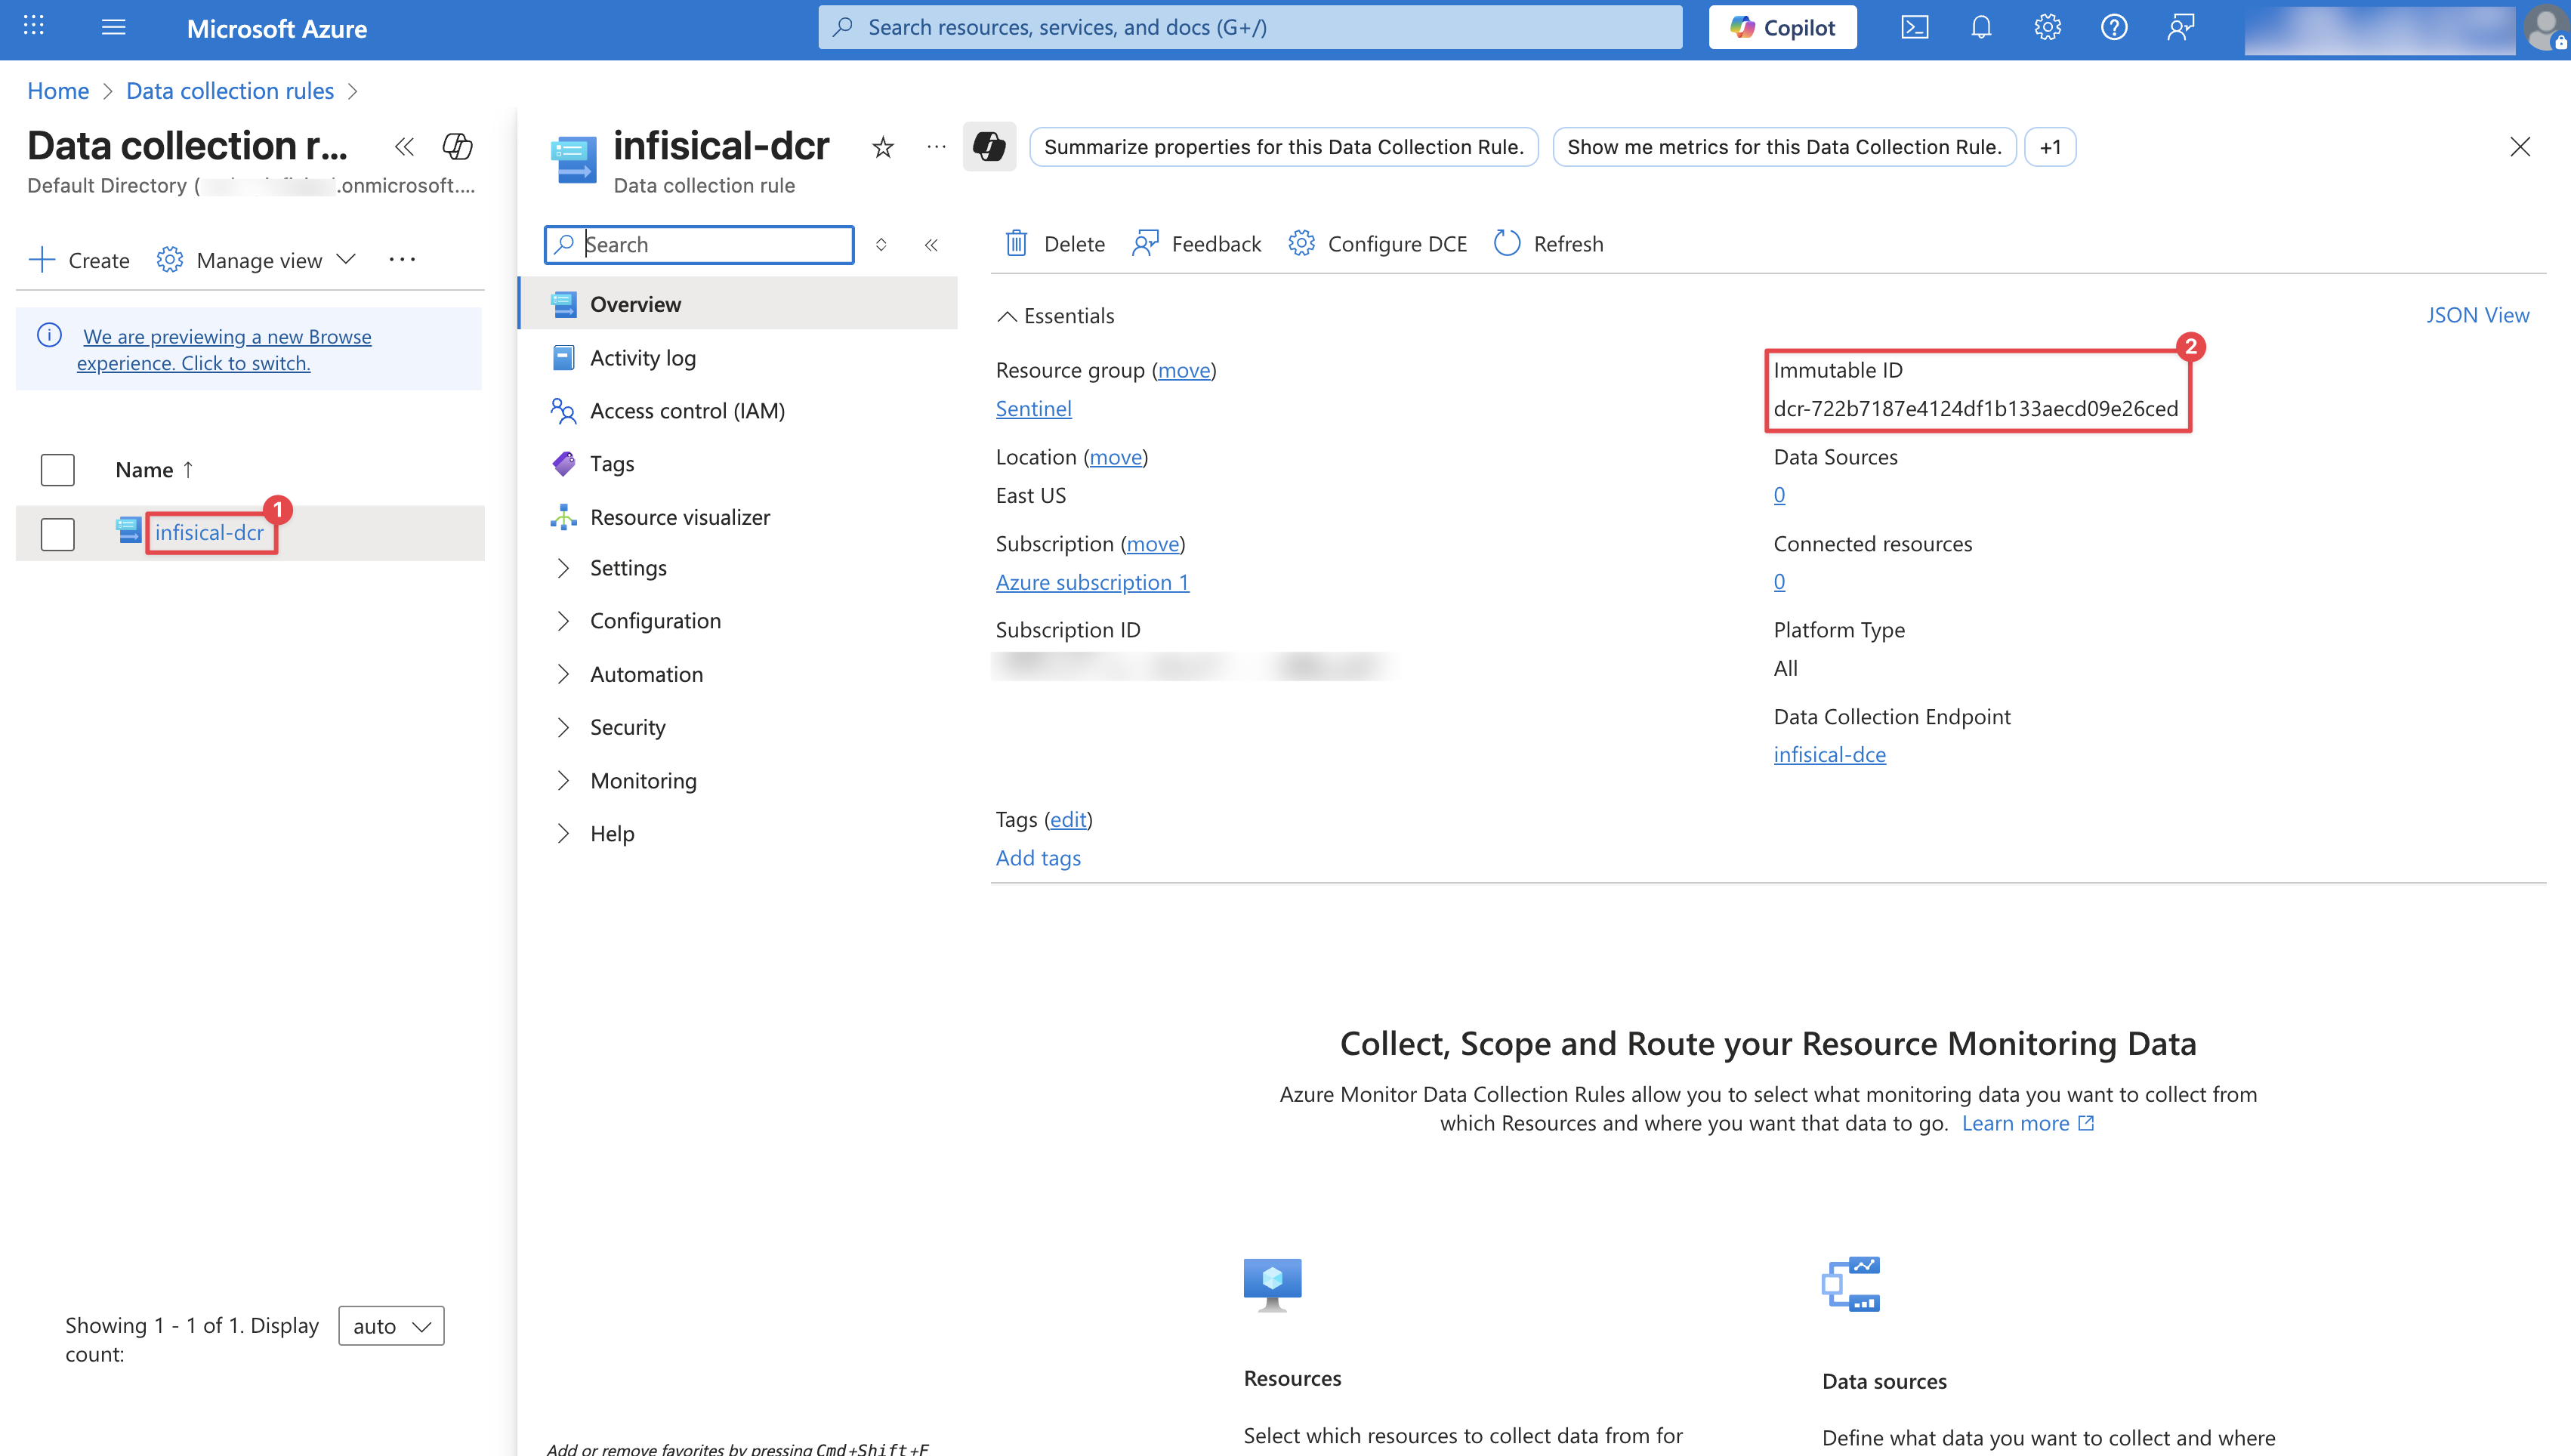 Microsoft Azure
Search resources, services, and docs (G+/)
Copilot
Home
Data collection rules
Data collection r...
Default Directory (
.onmicrosoft....
Create
Manage view
We are previewing a new Browse
experience. Click to switch.
Name ↑
infisical-dcr
1
Showing 1 - 1 of 1. Display
count:
auto
infisical-dcr
Data collection rule
Summarize properties for this Data Collection Rule.
Show me metrics for this Data Collection Rule.
+1
Search
Overview
Activity log
Access control (IAM)
Tags
Resource visualizer
Settings
Configuration
Automation
Security
Monitoring
Help
Add or remove favorites by pressing Cmd+Shift+F
Delete
Feedback
Configure DCE
Refresh
Essentials
JSON View
Resource group (move)
Sentinel
Location (move)
East US
Subscription (move)
Azure subscription 1
Subscription ID
2
Immutable ID
dcr-722b7187e4124df1b133aecd09e26ced
Data Sources
0
Connected resources
0
Platform Type
All
Data Collection Endpoint
infisical-dce
Tags (edit)
Add tags
Collect, Scope and Route your Resource Monitoring Data
Azure Monitor Data Collection Rules allow you to select what monitoring data you want to collect from
which Resources and where you want that data to go. Learn more
Resources
Select which resources to collect data from for
Data sources
Define what data you want to collect and where